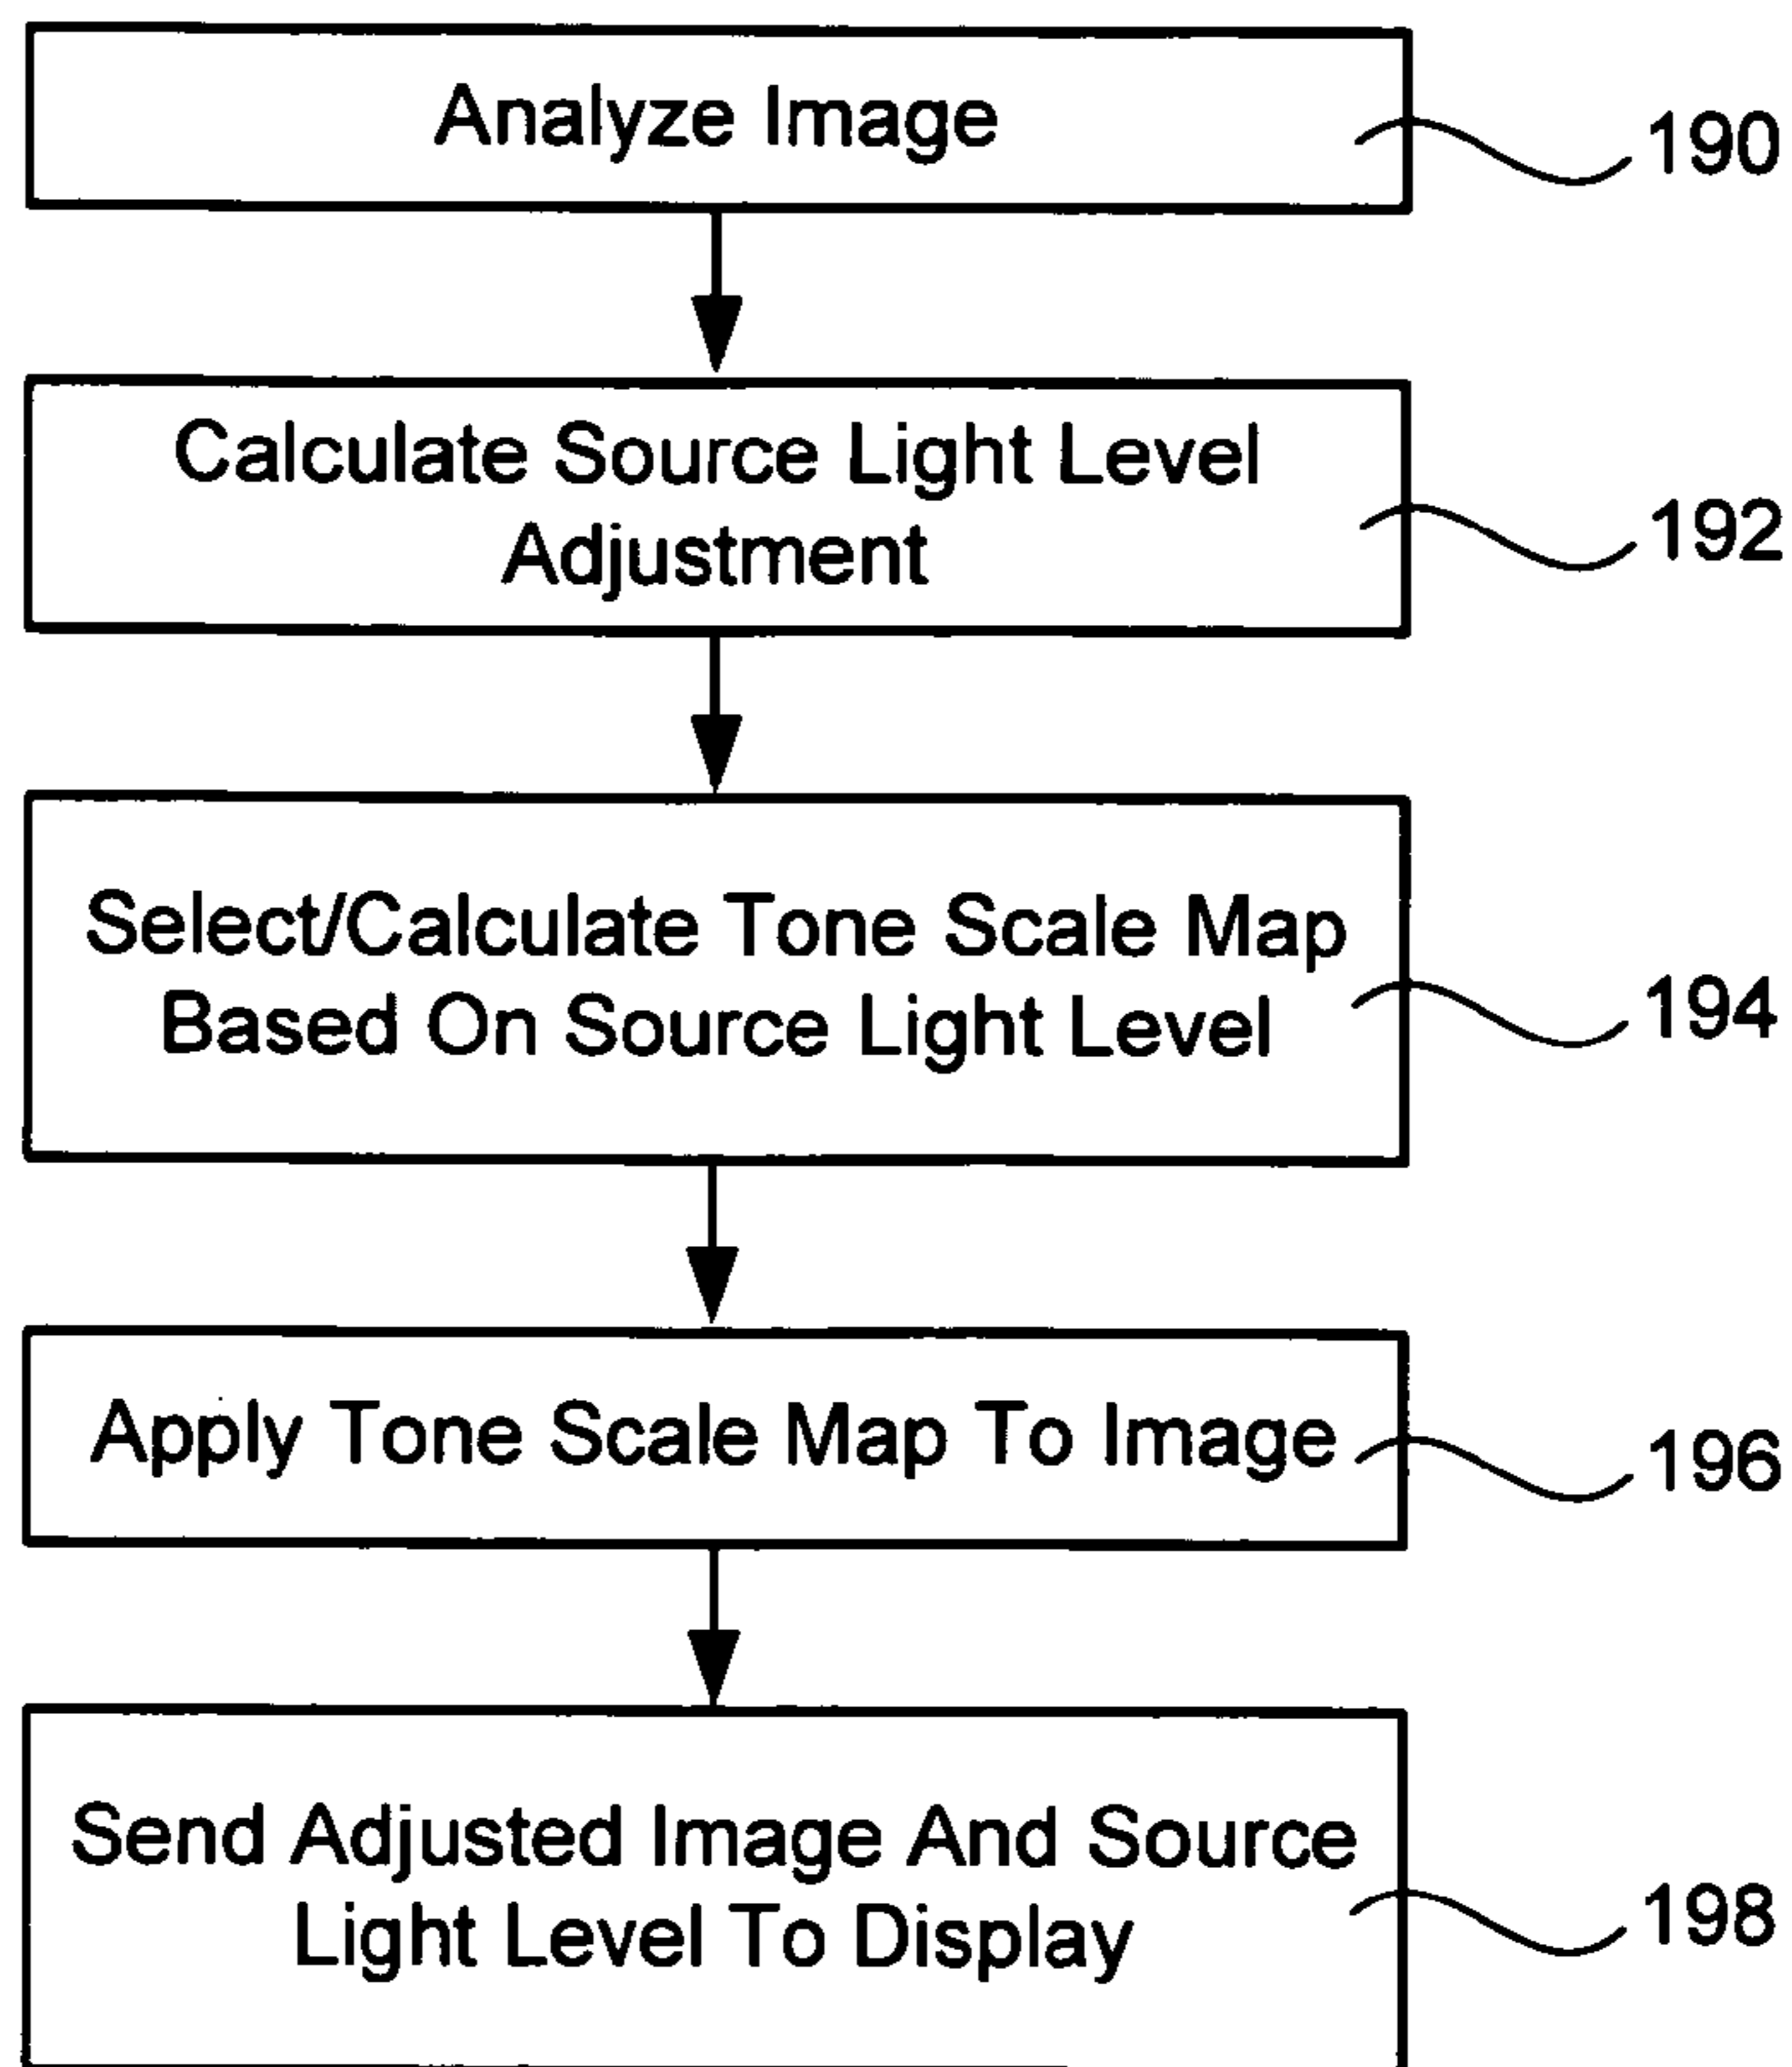 Analyze Image
190
Calculate Source Light Level
Adjustment
192
Select/Calculate Tone Scale Map
Based On Source Light Level
194
Apply Tone Scale Map To Image
196
Send Adjusted Image And Source
Light Level To Display
198